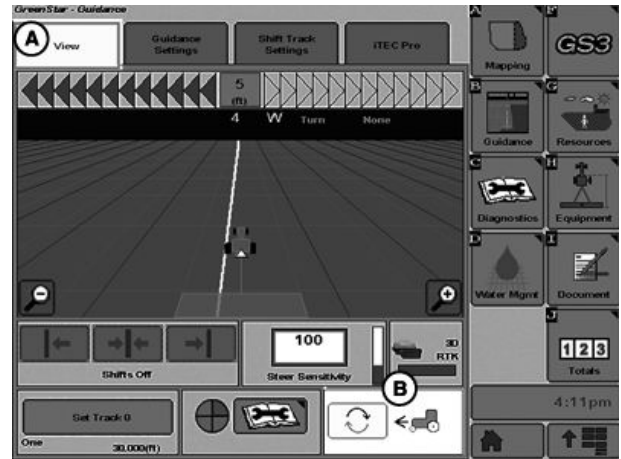 GreenStar - Guidance
A
View
Guidance Settings
Shift Track Settings
iTEC Pro
5
(ft)
4 W Turn None
Shifts Off
100
Steer Sensitivity
3D
RTK
B
Set Track 0
One 30.000(ft)
A
Mapping
F
GS3
B
Guidance
G
Resources
C
Diagnostics
H
Equipment
D
Water Mgmt
I
Document
J
123
Totals
4:11pm